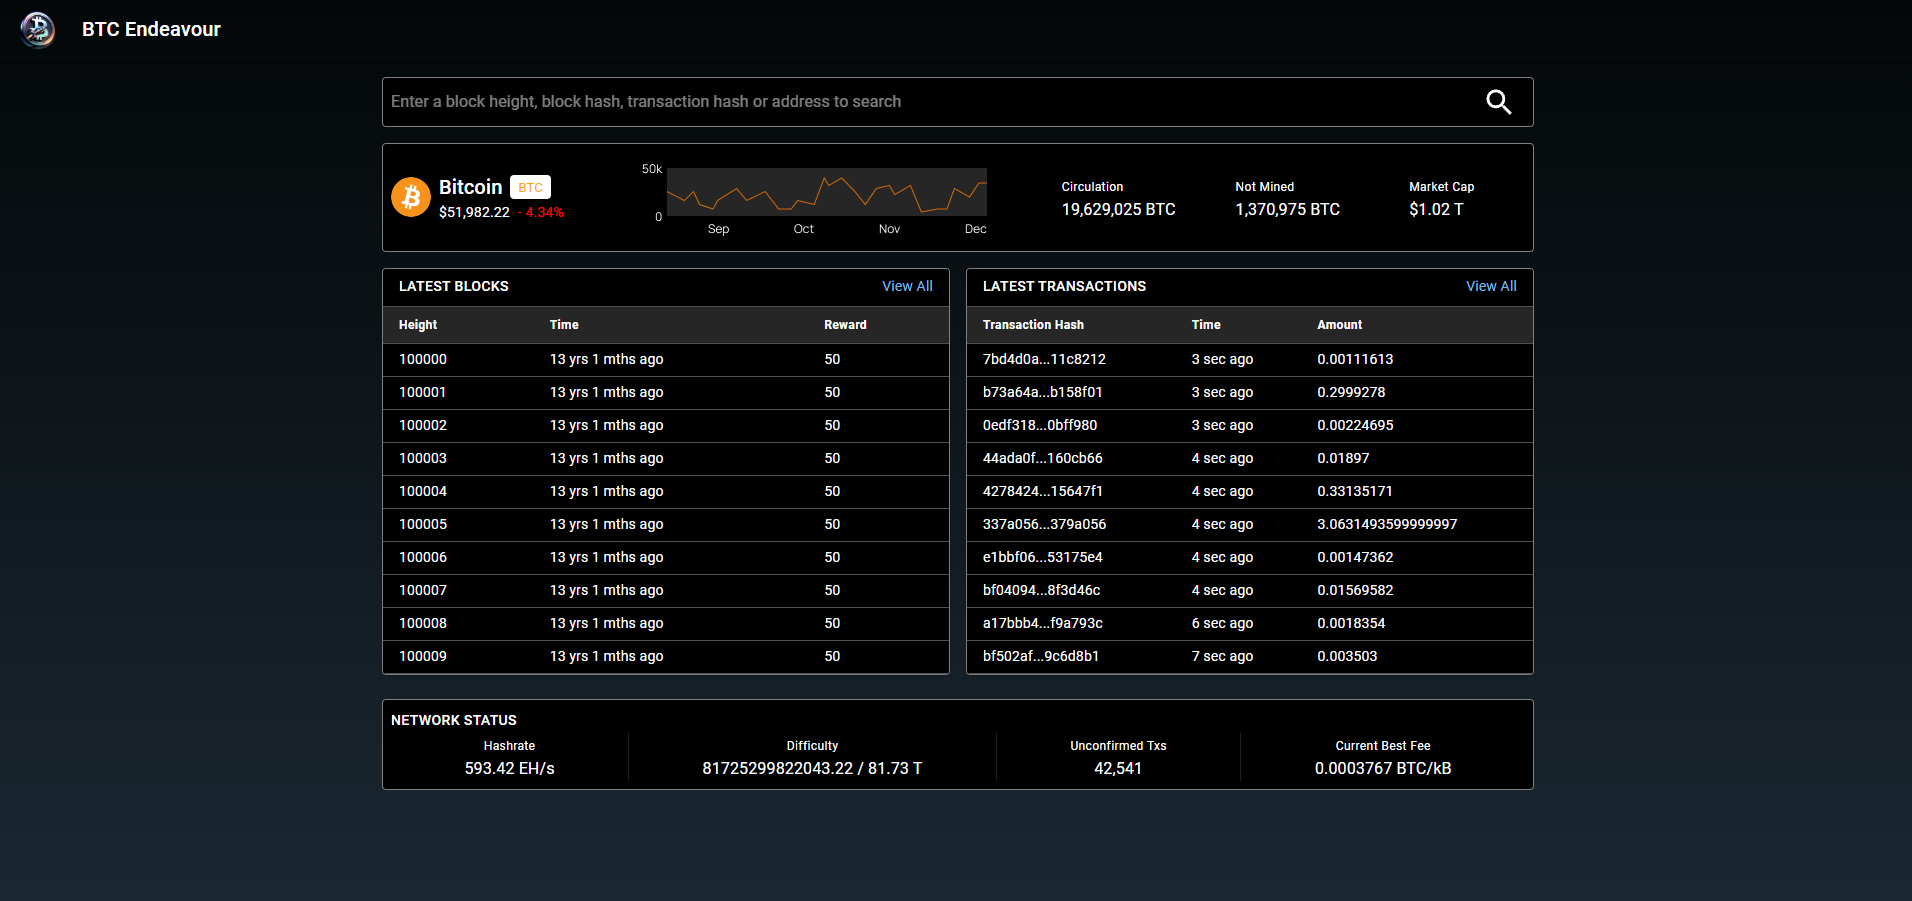 BTC Endeavour
Enter a block height, block hash, transaction hash or address to search
Bitcoin BTC
$51,982.22 - 4.34%
50k
0
Sep Oct Nov Dec
Circulation
19,629,025 BTC
Not Mined
1,370,975 BTC
Market Cap
$1.02 T
LATEST BLOCKS View All
Height Time Reward
100000 13 yrs 1 mths ago 50
100001 13 yrs 1 mths ago 50
100002 13 yrs 1 mths ago 50
100003 13 yrs 1 mths ago 50
100004 13 yrs 1 mths ago 50
100005 13 yrs 1 mths ago 50
100006 13 yrs 1 mths ago 50
100007 13 yrs 1 mths ago 50
100008 13 yrs 1 mths ago 50
100009 13 yrs 1 mths ago 50
LATEST TRANSACTIONS View All
Transaction Hash Time Amount
7bd4d0a...11c8212 3 sec ago 0.00111613
b73a64a...b158f01 3 sec ago 0.2999278
0edf318...0bff980 3 sec ago 0.00224695
44ada0f...160cb66 4 sec ago 0.01897
4278424...15647f1 4 sec ago 0.33135171
337a056...379a056 4 sec ago 3.0631493599999997
e1bbf06...53175e4 4 sec ago 0.00147362
bf04094...8f3d46c 4 sec ago 0.01569582
a17bbb4...f9a793c 6 sec ago 0.0018354
bf502af...9c6d8b1 7 sec ago 0.003503
NETWORK STATUS
Hashrate
593.42 EH/s
Difficulty
81725299822043.22 / 81.73 T
Unconfirmed Txs
42,541
Current Best Fee
0.0003767 BTC/kB